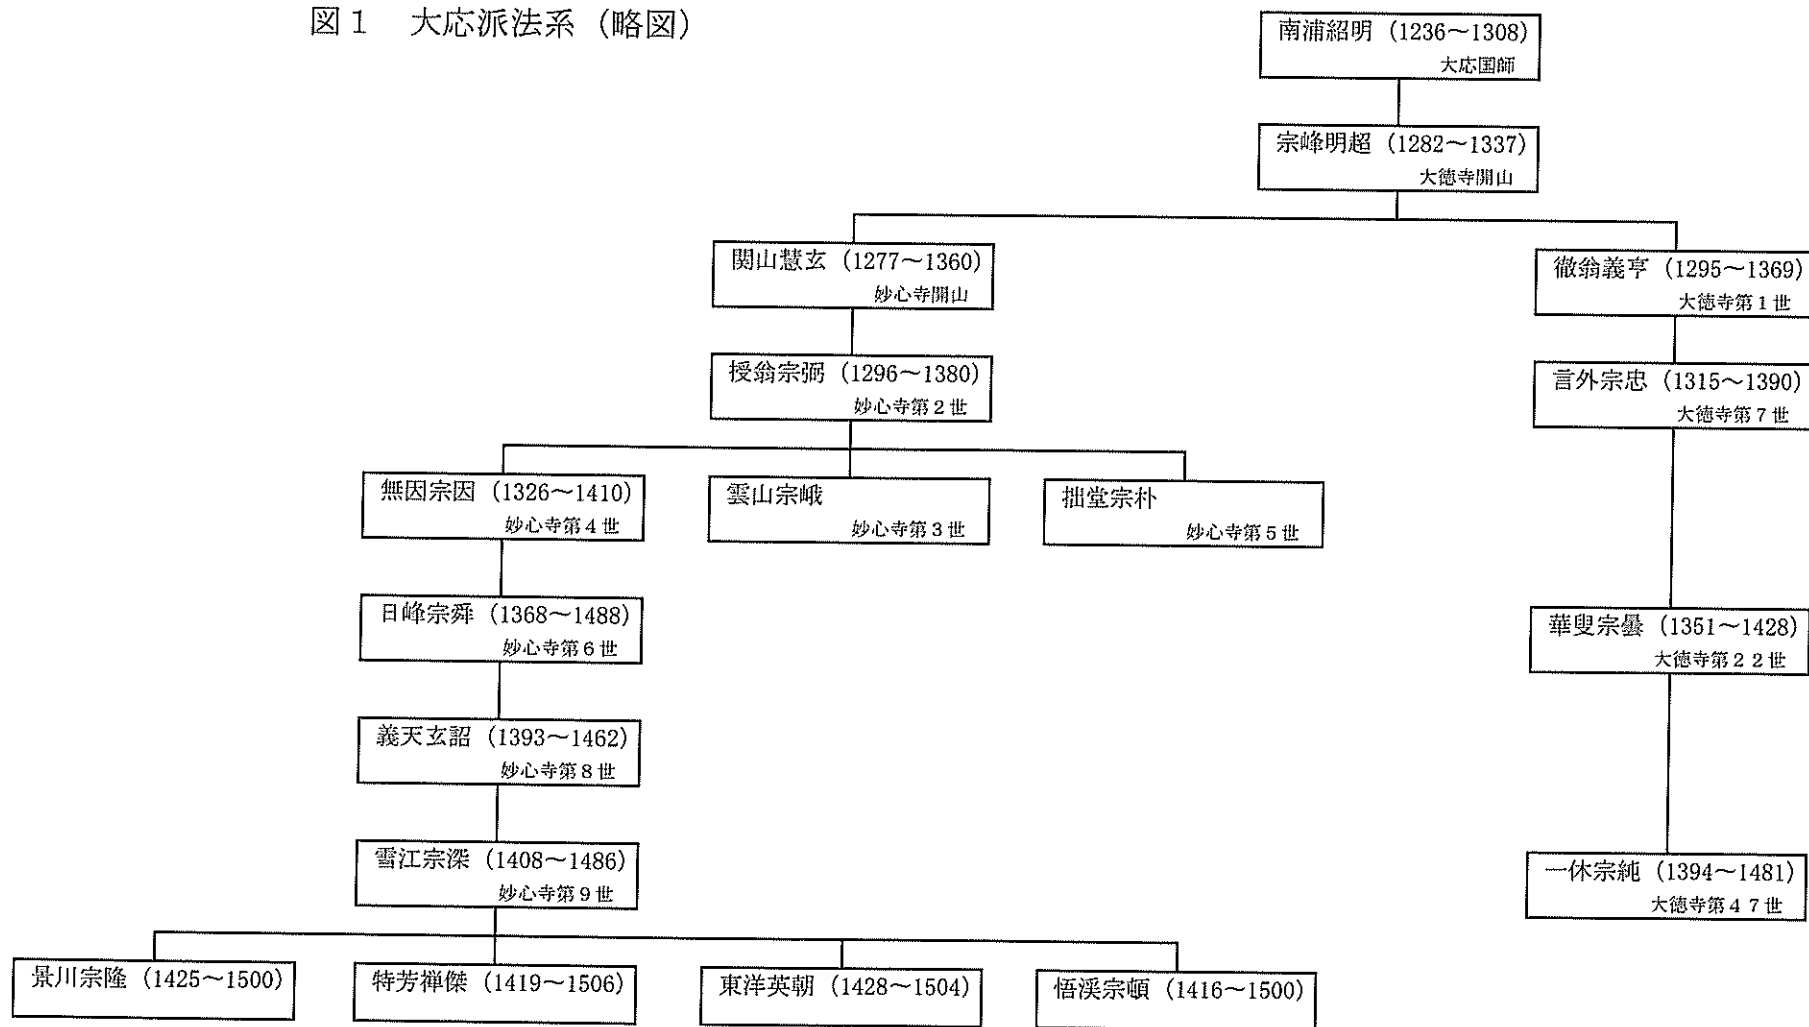 図１ 大応派法系（略図）
南浦紹明（1236～1308）
大応国師
宗峰明超（1282～1337）
大徳寺開山
関山慧玄（1277～1360）
妙心寺開山
徹翁義亨（1295～1369）
大徳寺第１世
授翁宗弼（1296～1380）
妙心寺第２世
言外宗忠（1315～1390）
大徳寺第７世
無因宗因（1326～1410）
妙心寺第４世
雲山宗峨
妙心寺第３世
拙堂宗朴
妙心寺第５世
日峰宗舜（1368～1488）
妙心寺第６世
華叟宗曇（1351～1428）
大徳寺第２２世
義天玄詔（1393～1462）
妙心寺第８世
雪江宗深（1408～1486）
妙心寺第９世
一休宗純（1394～1481）
大徳寺第４７世
景川宗隆（1425～1500）
特芳禅傑（1419～1506）
東洋英朝（1428～1504）
悟渓宗頓（1416～1500）